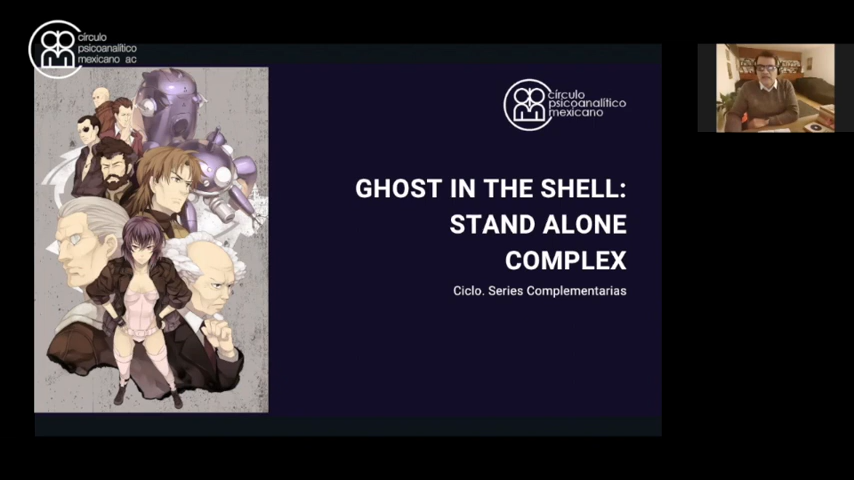 círculo
psicoanalítico
mexicano ac
círculo
psicoanalítico
mexicano
GHOST IN THE SHELL:
STAND ALONE
COMPLEX
Ciclo. Series Complementarias